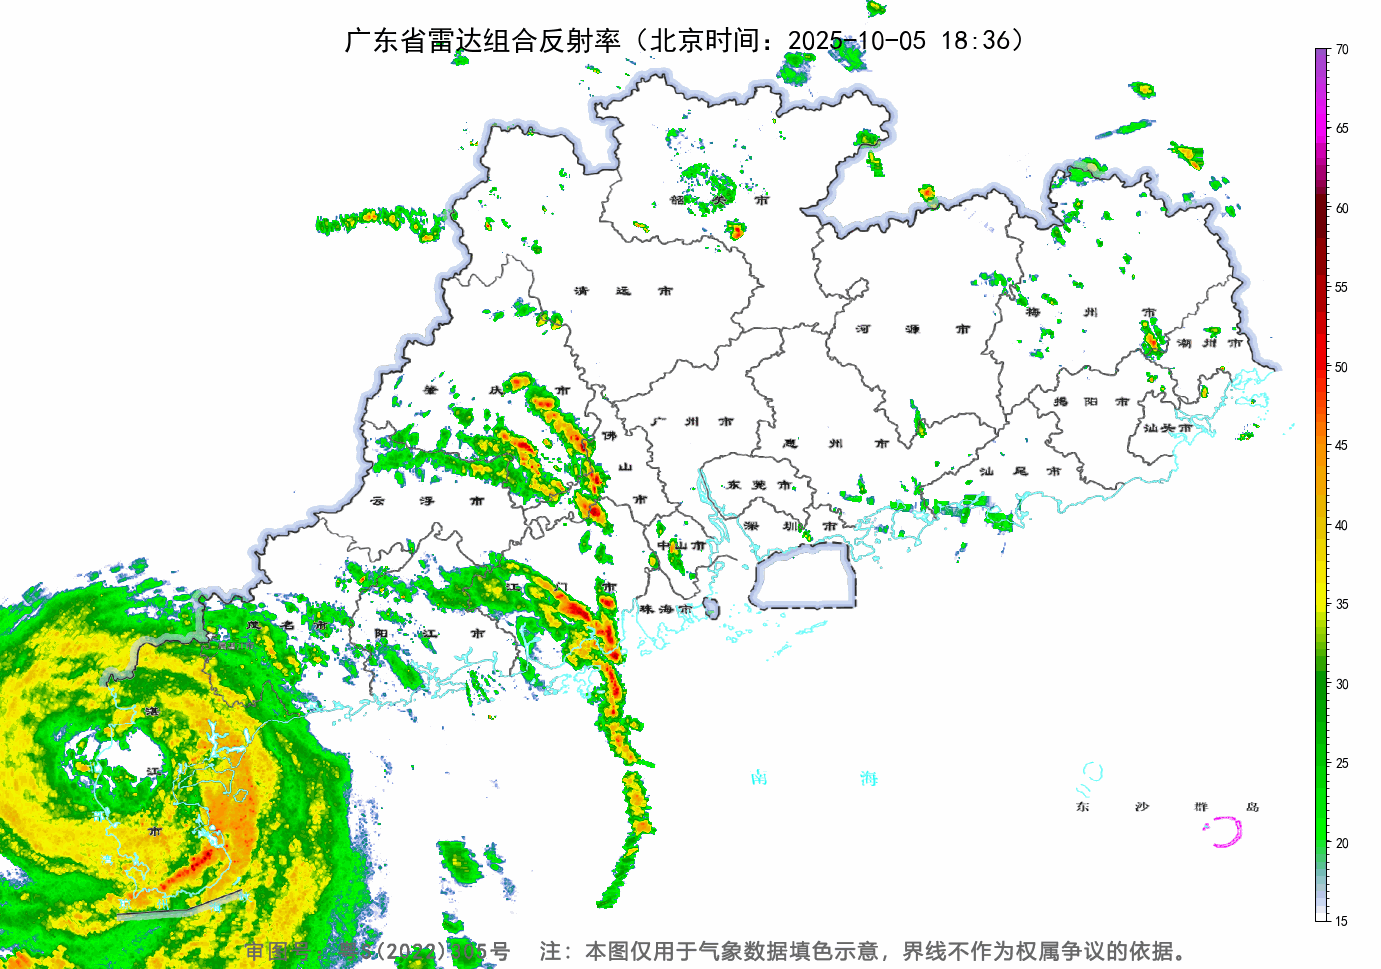 广东省雷达组合反射率（北京时间：2025-10-05 18:36）
70
65
60
55
50
45
40
35
30
25
20
15
韶关市
清远市
河源市
梅州市
潮州市
肇庆市
广州市
揭阳市
汕头市
佛山市
惠州市
汕尾市
东莞市
云浮市
深圳市
中山市
江门市
珠海市
茂名市
阳江市
湛江市
南海
东沙群岛
审图号：粤S(2022)305号 注：本图仅用于气象数据填色示意，界线不作为权属争议的依据。